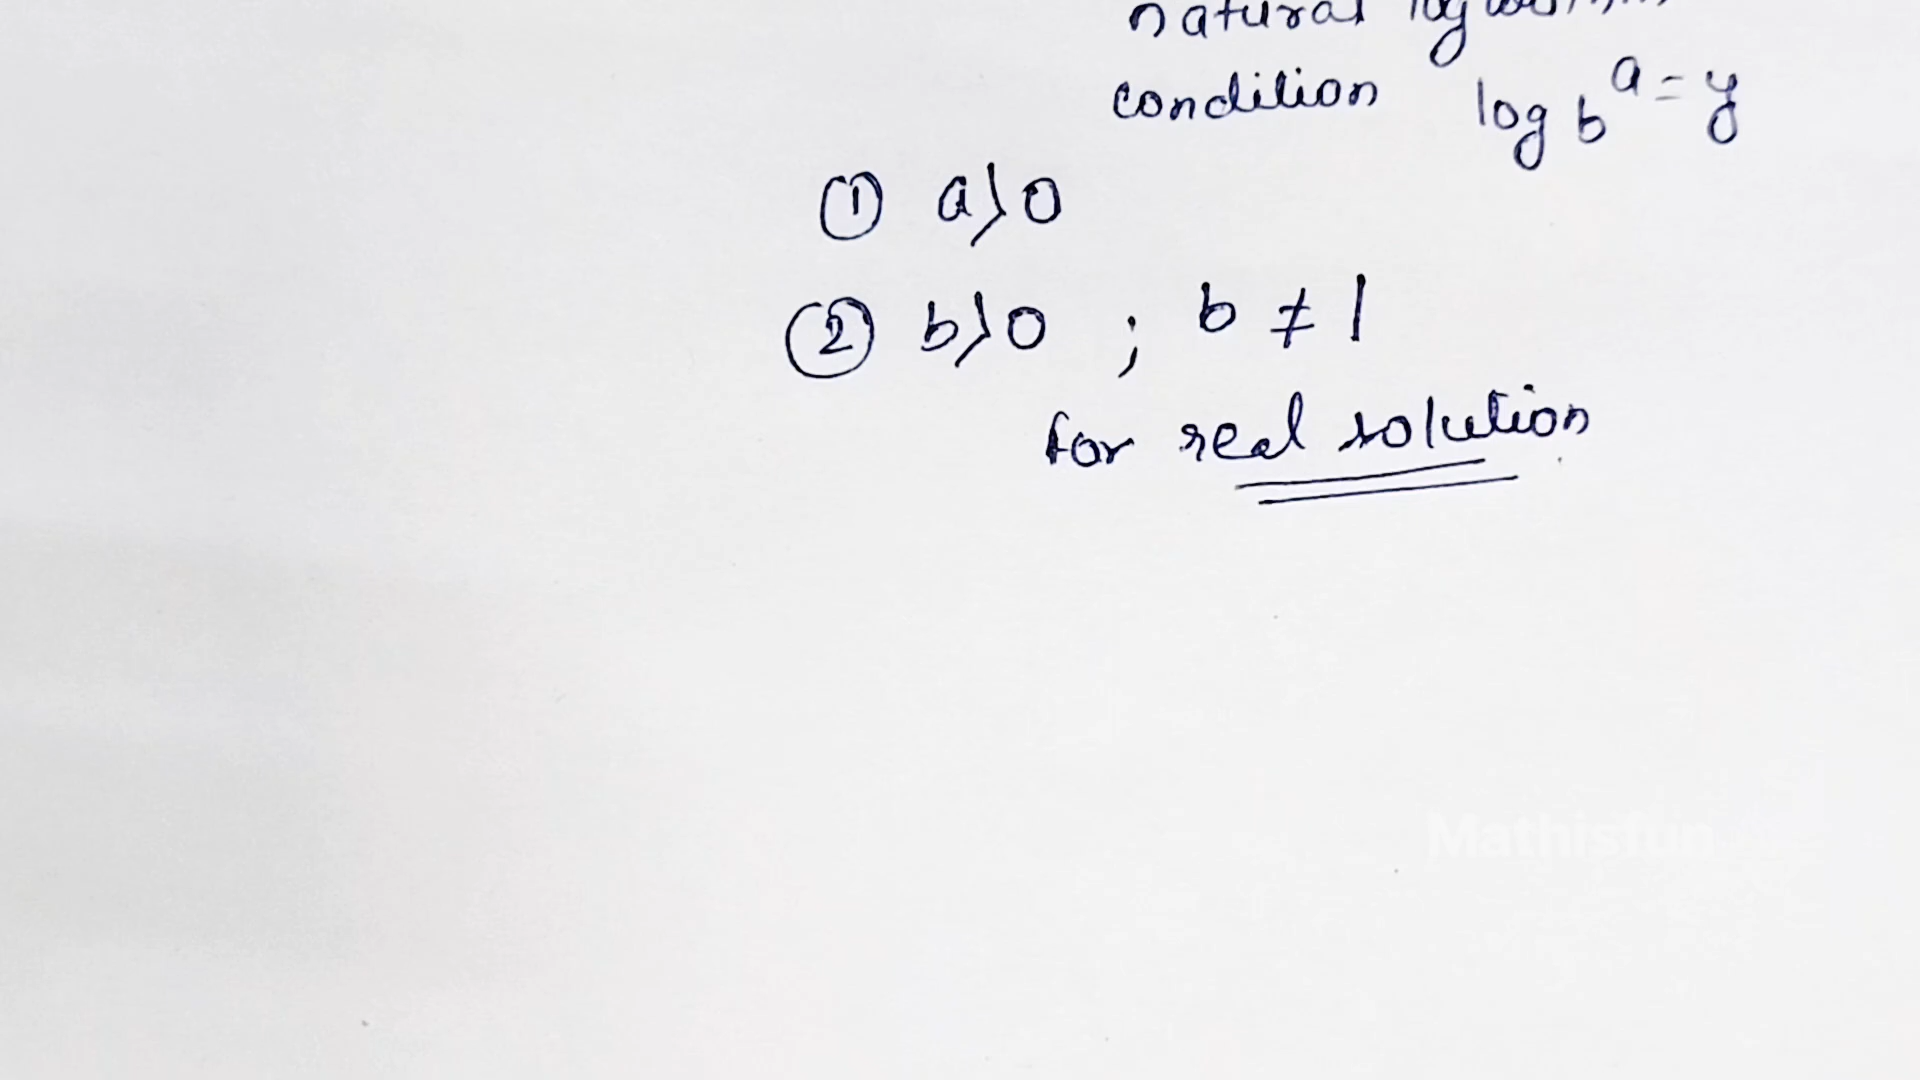 natural
condition log b a = y
① a > 0
② b > 0 ; b ≠ 1
for real solution
Mathisfun